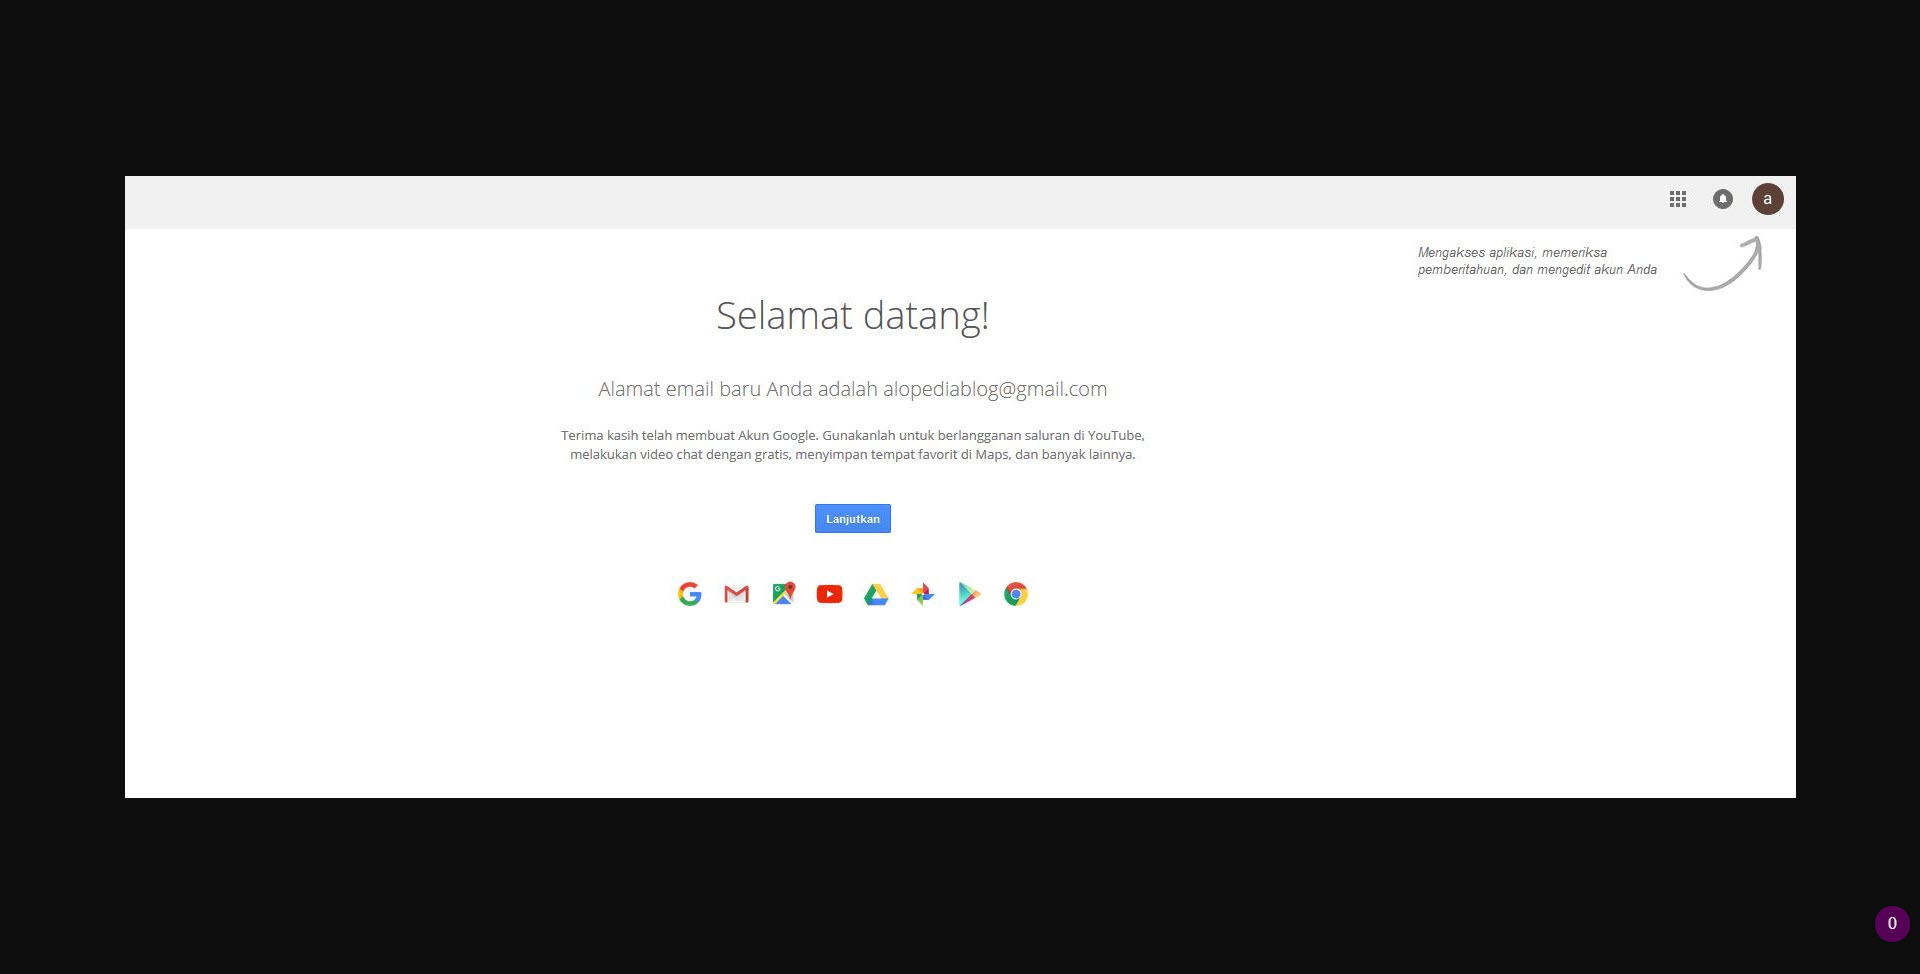 a
Mengakses aplikasi, memeriksa
pemberitahuan, dan mengedit akun Anda
Selamat datang!
Alamat email baru Anda adalah alopediablog@gmail.com
Terima kasih telah membuat Akun Google. Gunakanlah untuk berlangganan saluran di YouTube,
melakukan video chat dengan gratis, menyimpan tempat favorit di Maps, dan banyak lainnya.
Lanjutkan
0